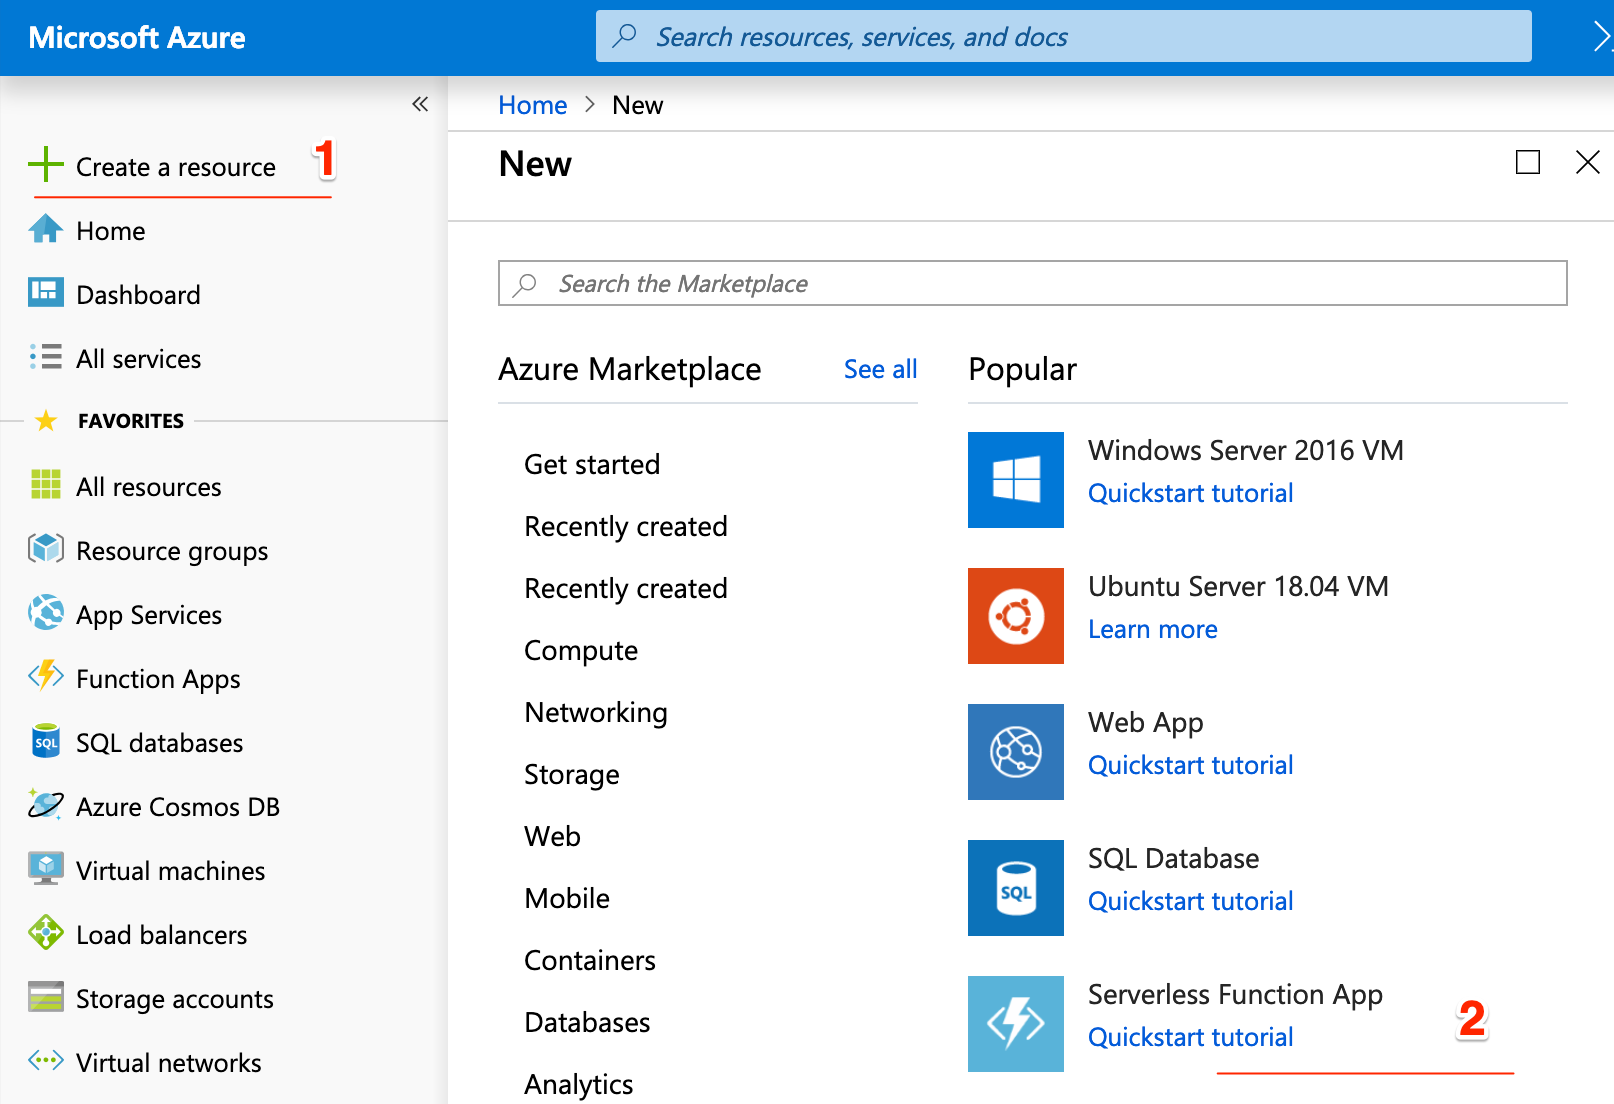 Microsoft Azure
Search resources, services, and docs
«
Home > New
Create a resource 1
Home
Dashboard
All services
FAVORITES
All resources
Resource groups
App Services
Function Apps
SQL SQL databases
Azure Cosmos DB
Virtual machines
Load balancers
Storage accounts
Virtual networks
New
Search the Marketplace
Azure Marketplace See all
Get started
Recently created
Recently created
Compute
Networking
Storage
Web
Mobile
Containers
Databases
Analytics
Popular
Windows Server 2016 VM
Quickstart tutorial
Ubuntu Server 18.04 VM
Learn more
Web App
Quickstart tutorial
SQL
SQL Database
Quickstart tutorial
Serverless Function App
Quickstart tutorial
2